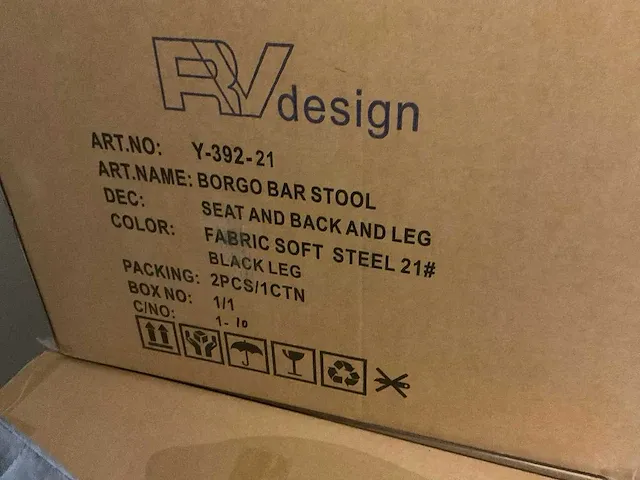 RV design
ART.NO: Y-392-21
ART.NAME: BORGO BAR STOOL
DEC: SEAT AND BACK AND LEG
COLOR: FABRIC SOFT STEEL 21#
BLACK LEG
PACKING: 2PCS/1CTN
BOX NO: 1/1
C/NO: 1-10